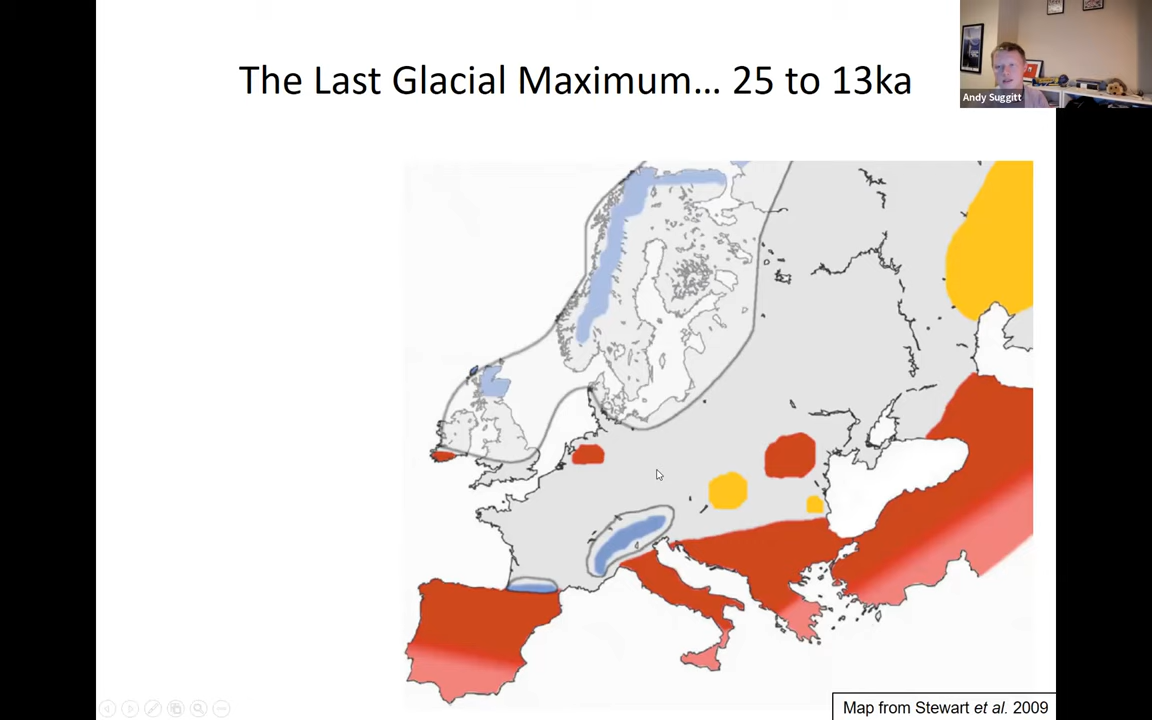 The Last Glacial Maximum... 25 to 13ka
Andy Suggitt
Map from Stewart et al. 2009